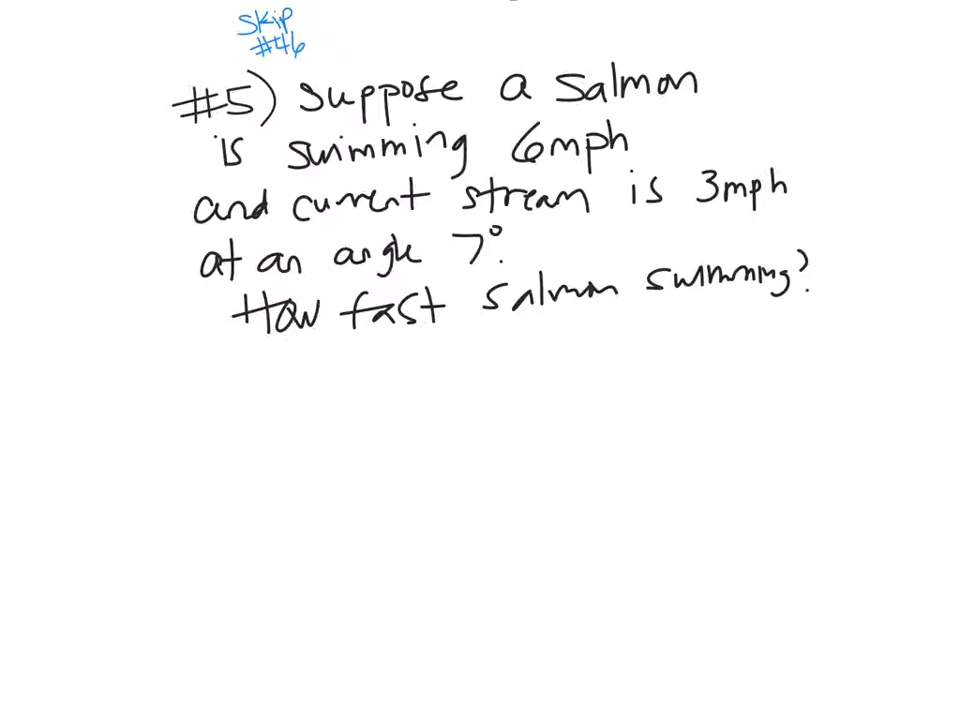 Skip
#46
#5) Suppose a Salmon
is swimming 6mph
and current stream is 3mph
at an angle 7°.
How fast salmon swimming?